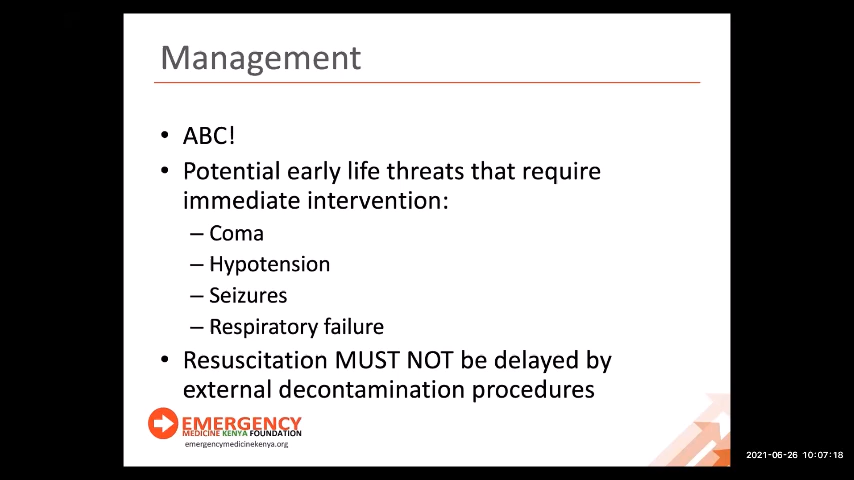 Management
• ABC!
• Potential early life threats that require
immediate intervention:
– Coma
– Hypotension
– Seizures
– Respiratory failure
• Resuscitation MUST NOT be delayed by
external decontamination procedures
EMERGENCY
MEDICINE KENYA FOUNDATION
emergencymedicinekenya.org
2021-06-26 10:07:18